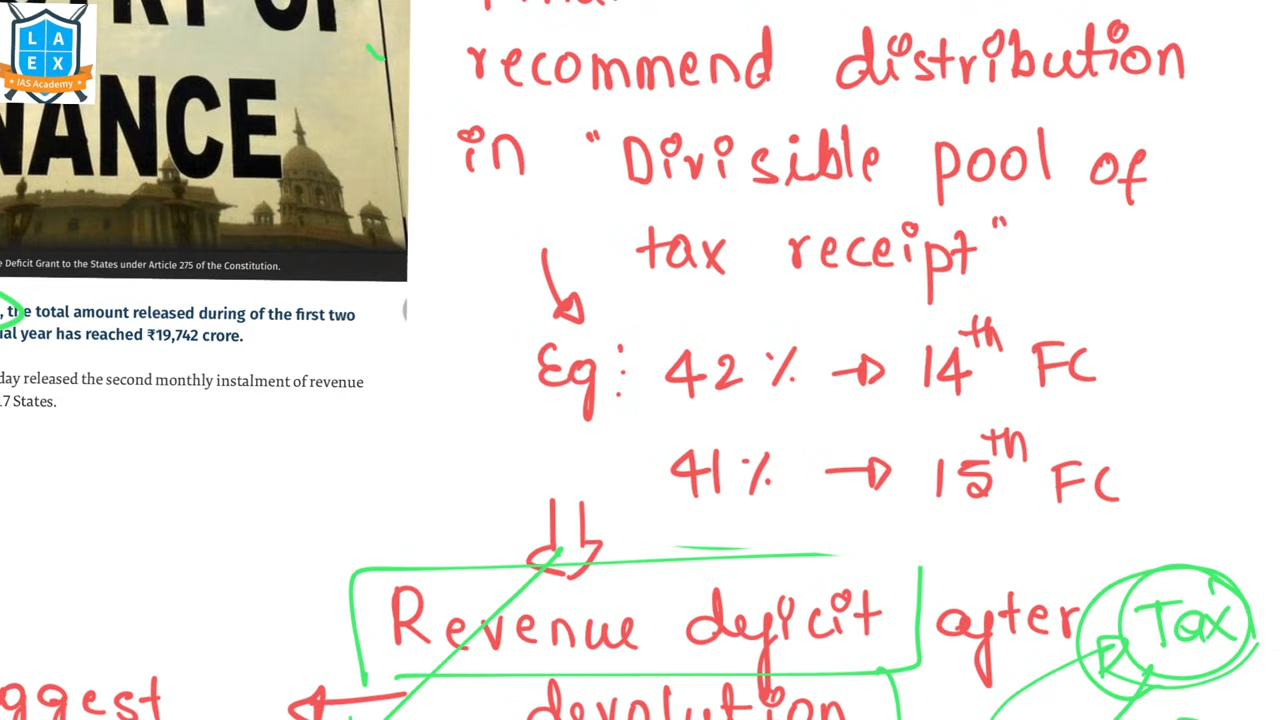 L A
E X
IAS Academy
NANCE
Deficit Grant to the States under Article 275 of the Constitution.
, the total amount released during of the first two
ial year has reached ₹19,742 crore.
day released the second monthly instalment of revenue
17 States.
recommend distribution
in "Divisible pool of
tax receipt"
Eg: 42% → 14th FC
41% → 15th FC
Revenue deficit after
Tax
ggest
devolution